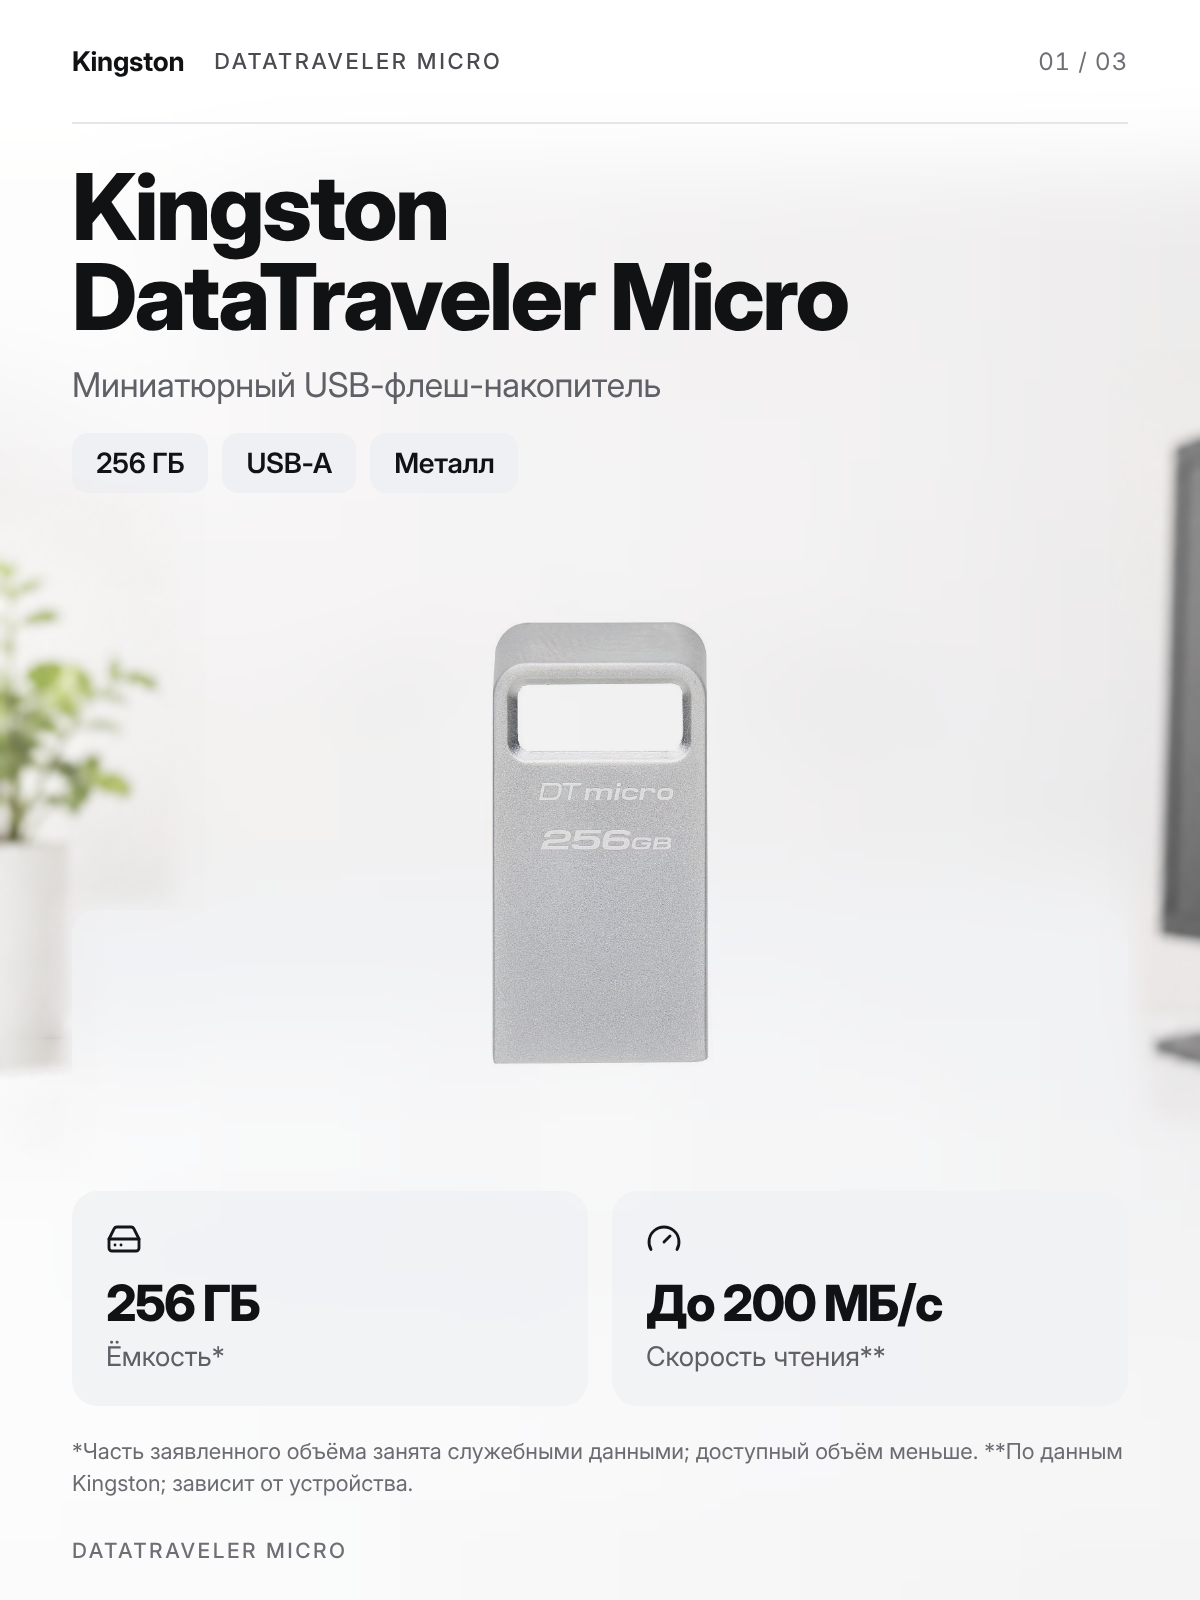 Kingston DATATRAVELER MICRO 01 / 03
Kingston
DataTraveler Micro
Миниатюрный USB-флеш-накопитель
256 ГБ USB-A Металл
DT micro
256GB
256 ГБ
Ёмкость*
До 200 МБ/с
Скорость чтения**
*Часть заявленного объёма занята служебными данными; доступный объём меньше. **По данным
Kingston; зависит от устройства.
DATATRAVELER MICRO